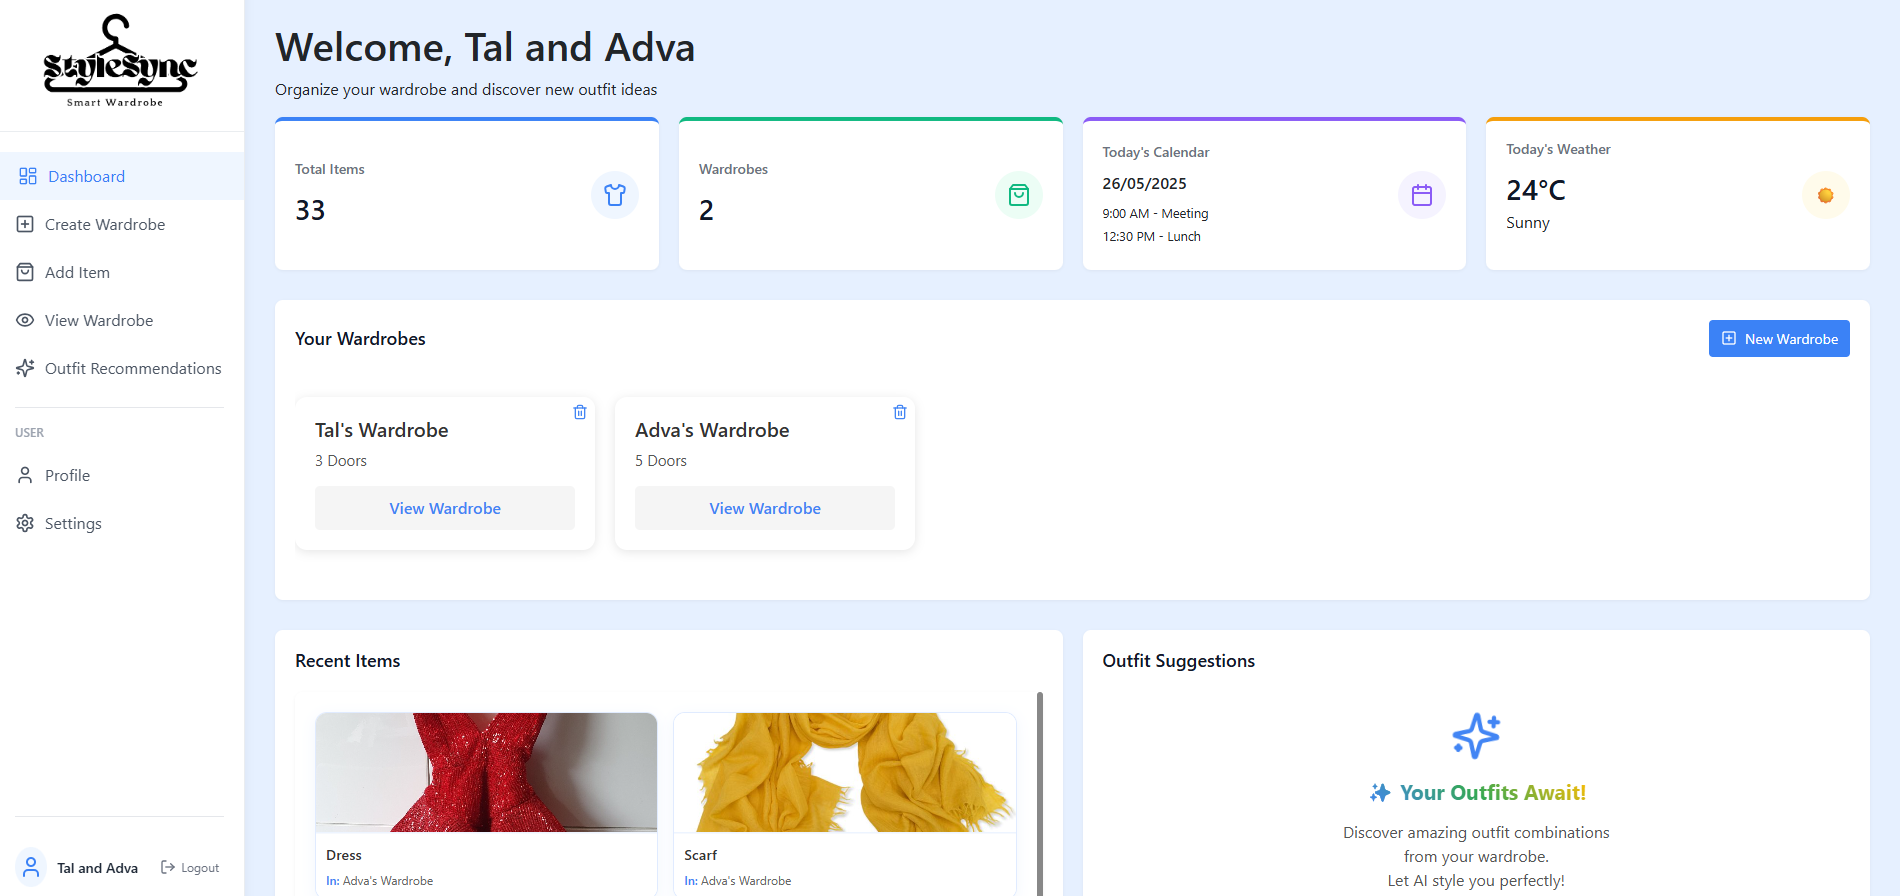 StyleSync
Smart Wardrobe
Dashboard
Create Wardrobe
Add Item
View Wardrobe
Outfit Recommendations
USER
Profile
Settings
Tal and Adva
Logout
Welcome, Tal and Adva
Organize your wardrobe and discover new outfit ideas
Total Items
33
Wardrobes
2
Today's Calendar
26/05/2025
9:00 AM - Meeting
12:30 PM - Lunch
Today's Weather
24°C
Sunny
Your Wardrobes
New Wardrobe
Tal's Wardrobe
3 Doors
View Wardrobe
Adva's Wardrobe
5 Doors
View Wardrobe
Recent Items
Dress
In: Adva's Wardrobe
Scarf
In: Adva's Wardrobe
Outfit Suggestions
Your Outfits Await!
Discover amazing outfit combinations
from your wardrobe.
Let AI style you perfectly!